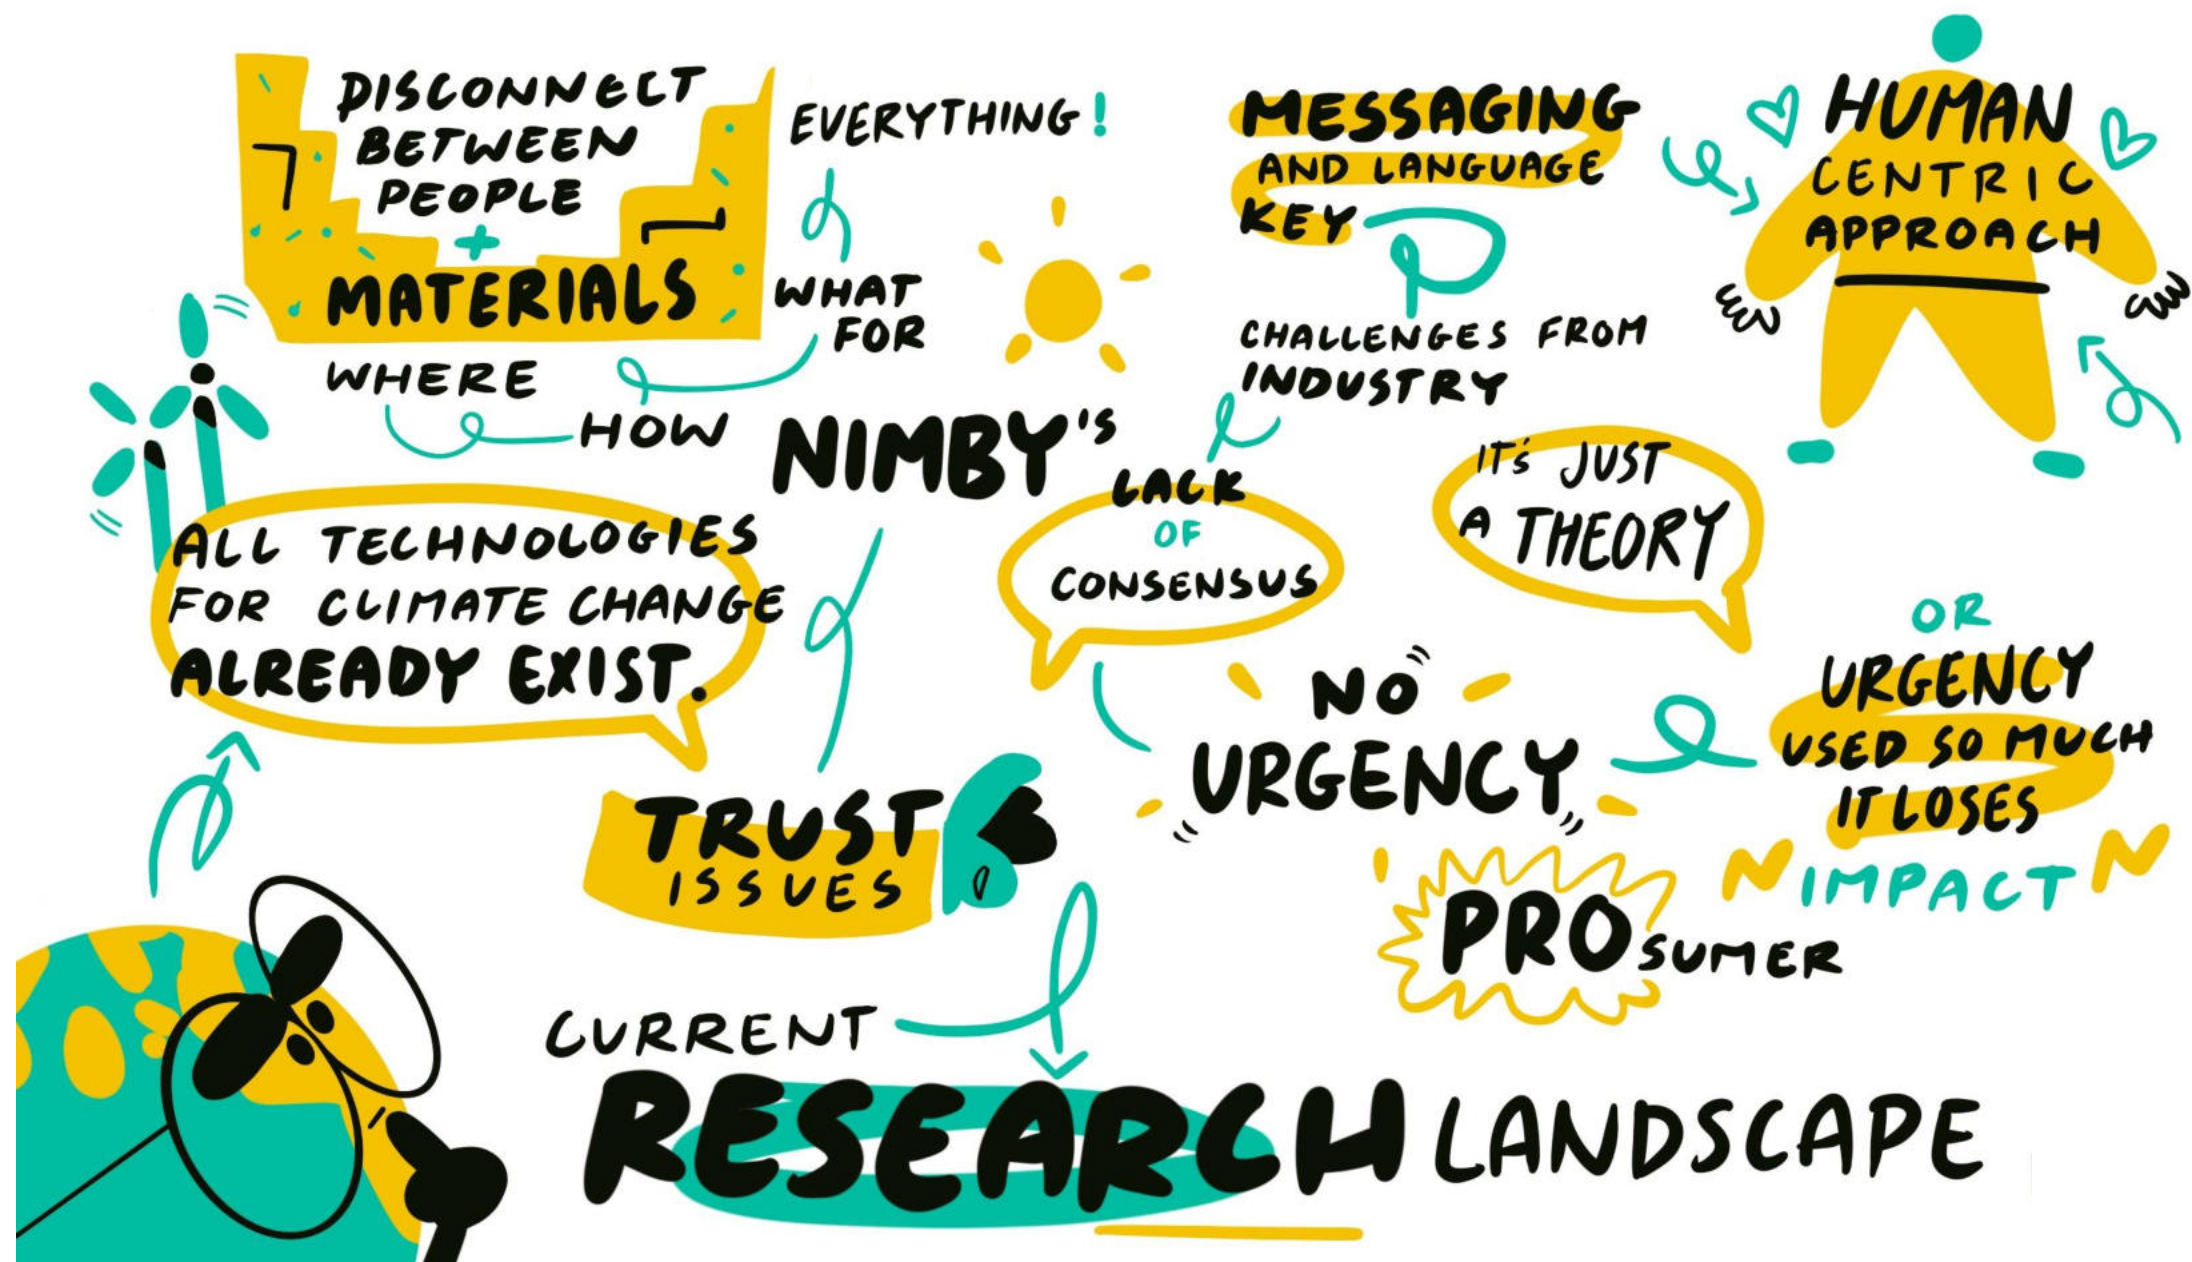 DISCONNECT
BETWEEN
PEOPLE
+
MATERIALS
EVERYTHING!
WHAT
FOR
HOW
WHERE
MESSAGING
AND LANGUAGE
KEY
HUMAN
CENTRIC
APPROACH
CHALLENGES FROM
INDUSTRY
NIMBY'S
LACK
OF
CONSENSUS
IT'S JUST
A THEORY
ALL TECHNOLOGIES
FOR CLIMATE CHANGE
ALREADY EXIST.
NO
URGENCY
OR
URGENCY
USED SO MUCH
IT LOSES
IMPACT
TRUST
ISSUES
PROSUMER
CURRENT
RESEARCH LANDSCAPE